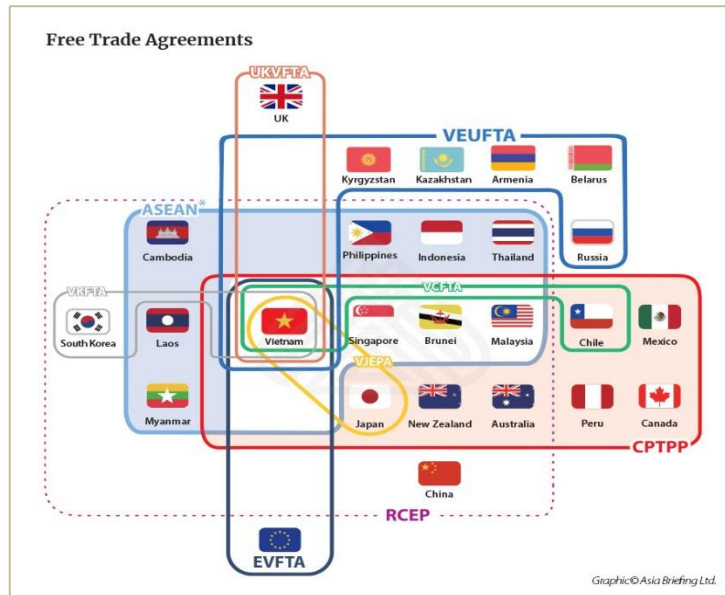 Free Trade Agreements
UKVFTA
UK
VEUFTA
Kyrgyzstan Kazakhstan Armenia Belarus
ASEAN*
Cambodia Philippines Indonesia Thailand Russia
VKFTA VCFTA
South Korea Laos Vietnam Singapore Brunei Malaysia Chile Mexico
VJEPA
Myanmar Japan New Zealand Australia Peru Canada
CPTPP
China
RCEP
EVFTA
Graphic© Asia Briefing Ltd.